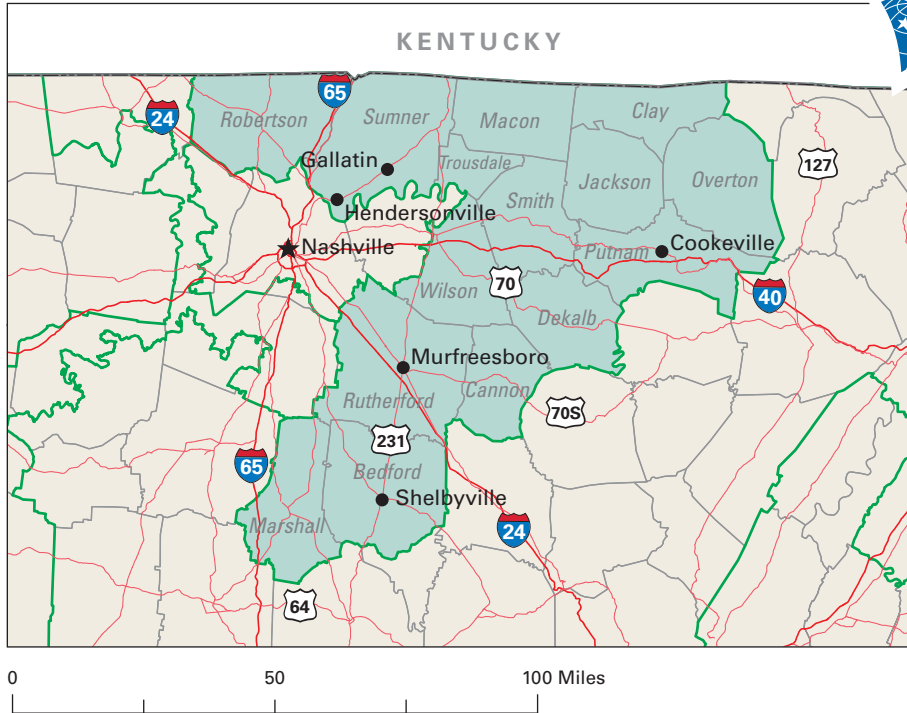 KENTUCKY
65
24
Robertson
Sumner
Macon
Clay
127
Gallatin
Trousdale
Jackson
Overton
Smith
Hendersonville
Nashville
Putnam
Cookeville
Wilson
70
40
Dekalb
Murfreesboro
Cannon
Rutherford
70S
231
65
Bedford
Shelbyville
Marshall
24
64
0 50 100 Miles